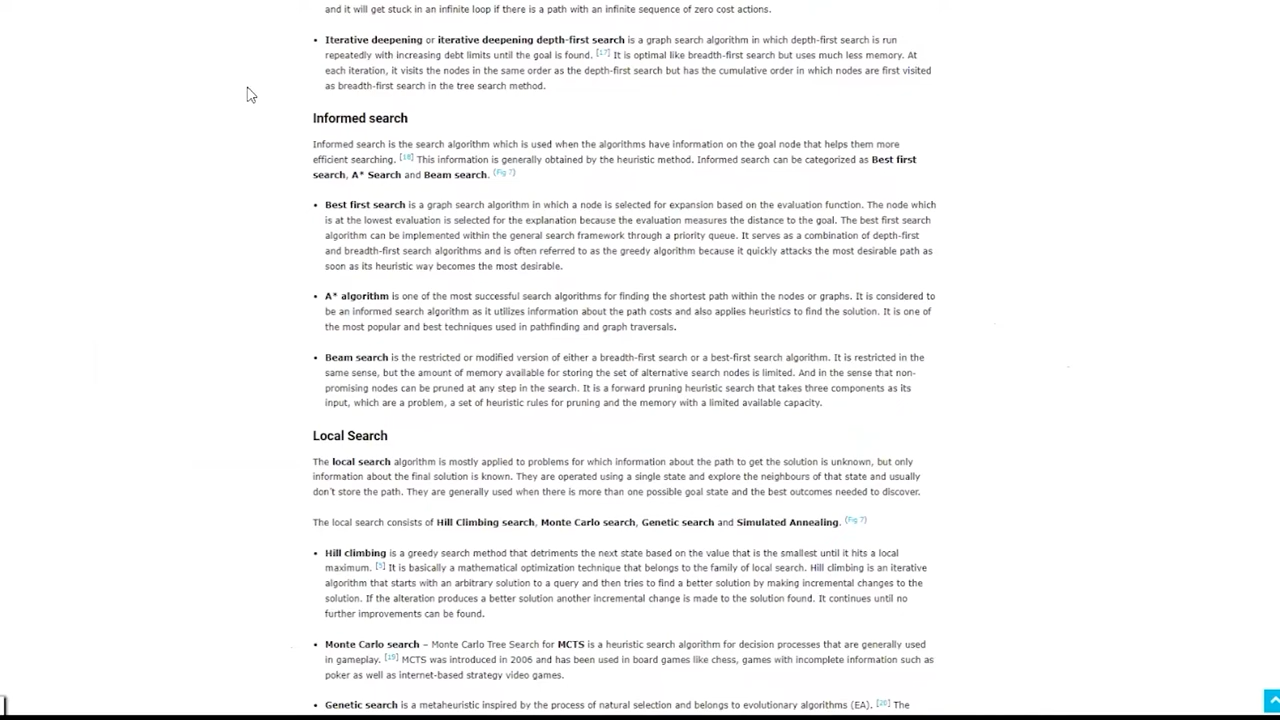 and it will get stuck in an infinite loop if there is a path with an infinite sequence of zero cost actions.
• Iterative deepening or iterative deepening depth-first search is a graph search algorithm in which depth-first search is run
repeatedly with increasing debt limits until the goal is found. [17] It is optimal like breadth-first search but uses much less memory. At
each iteration, it visits the nodes in the same order as the depth-first search but has the cumulative order in which nodes are first visited
as breadth-first search in the tree search method.
Informed search
Informed search is the search algorithm which is used when the algorithms have information on the goal node that helps them more
efficient searching. [18] This information is generally obtained by the heuristic method. Informed search can be categorized as Best first
search, A* Search and Beam search. (Fig 7)
• Best first search is a graph search algorithm in which a node is selected for expansion based on the evaluation function. The node which
is at the lowest evaluation is selected for the explanation because the evaluation measures the distance to the goal. The best first search
algorithm can be implemented within the general search framework through a priority queue. It serves as a combination of depth-first
and breadth-first search algorithms and is often referred to as the greedy algorithm because it quickly attacks the most desirable path as
soon as its heuristic way becomes the most desirable.
• A* algorithm is one of the most successful search algorithms for finding the shortest path within the nodes or graphs. It is considered to
be an informed search algorithm as it utilizes information about the path costs and also applies heuristics to find the solution. It is one of
the most popular and best techniques used in pathfinding and graph traversals.
• Beam search is the restricted or modified version of either a breadth-first search or a best-first search algorithm. It is restricted in the
same sense, but the amount of memory available for storing the set of alternative search nodes is limited. And in the sense that non-
promising nodes can be pruned at any step in the search. It is a forward pruning heuristic search that takes three components as its
input, which are a problem, a set of heuristic rules for pruning and the memory with a limited available capacity.
Local Search
The local search algorithm is mostly applied to problems for which information about the path to get the solution is unknown, but only
information about the final solution is known. They are operated using a single state and explore the neighbours of that state and usually
don't store the path. They are generally used when there is more than one possible goal state and the best outcomes needed to discover.
The local search consists of Hill Climbing search, Monte Carlo search, Genetic search and Simulated Annealing. (Fig 7)
• Hill climbing is a greedy search method that detriments the next state based on the value that is the smallest until it hits a local
maximum. [5] It is basically a mathematical optimization technique that belongs to the family of local search. Hill climbing is an iterative
algorithm that starts with an arbitrary solution to a query and then tries to find a better solution by making incremental changes to the
solution. If the alteration produces a better solution another incremental change is made to the solution found. It continues until no
further improvements can be found.
• Monte Carlo search – Monte Carlo Tree Search for MCTS is a heuristic search algorithm for decision processes that are generally used
in gameplay. [19] MCTS was introduced in 2006 and has been used in board games like chess, games with incomplete information such as
poker as well as internet-based strategy video games.
• Genetic search is a metaheuristic inspired by the process of natural selection and belongs to evolutionary algorithms (EA). [20] The